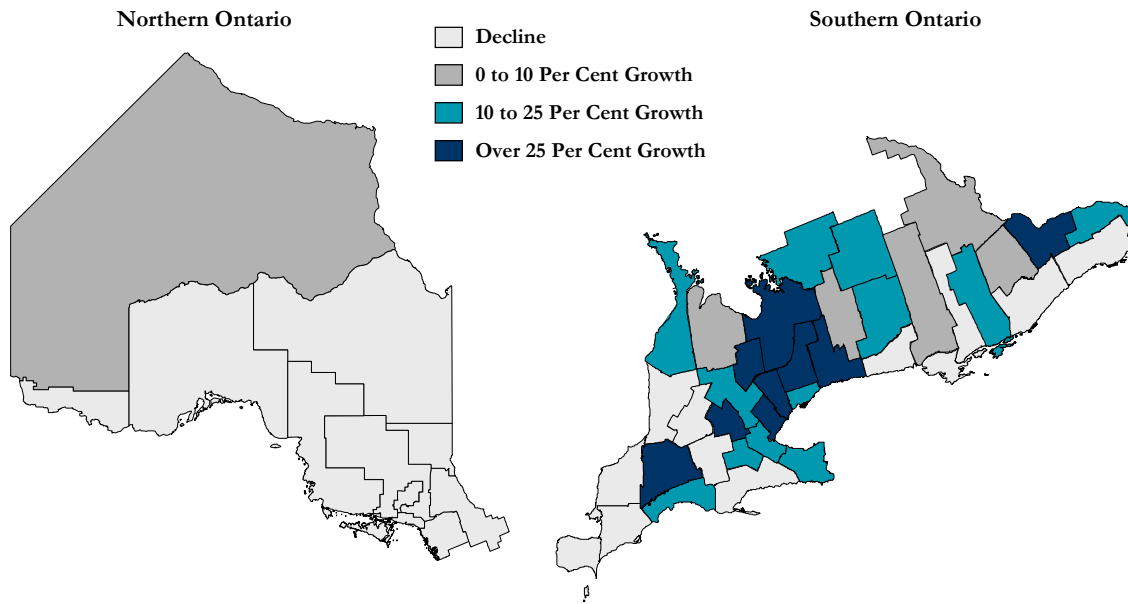 Northern Ontario
Southern Ontario
Decline
0 to 10 Per Cent Growth
10 to 25 Per Cent Growth
Over 25 Per Cent Growth